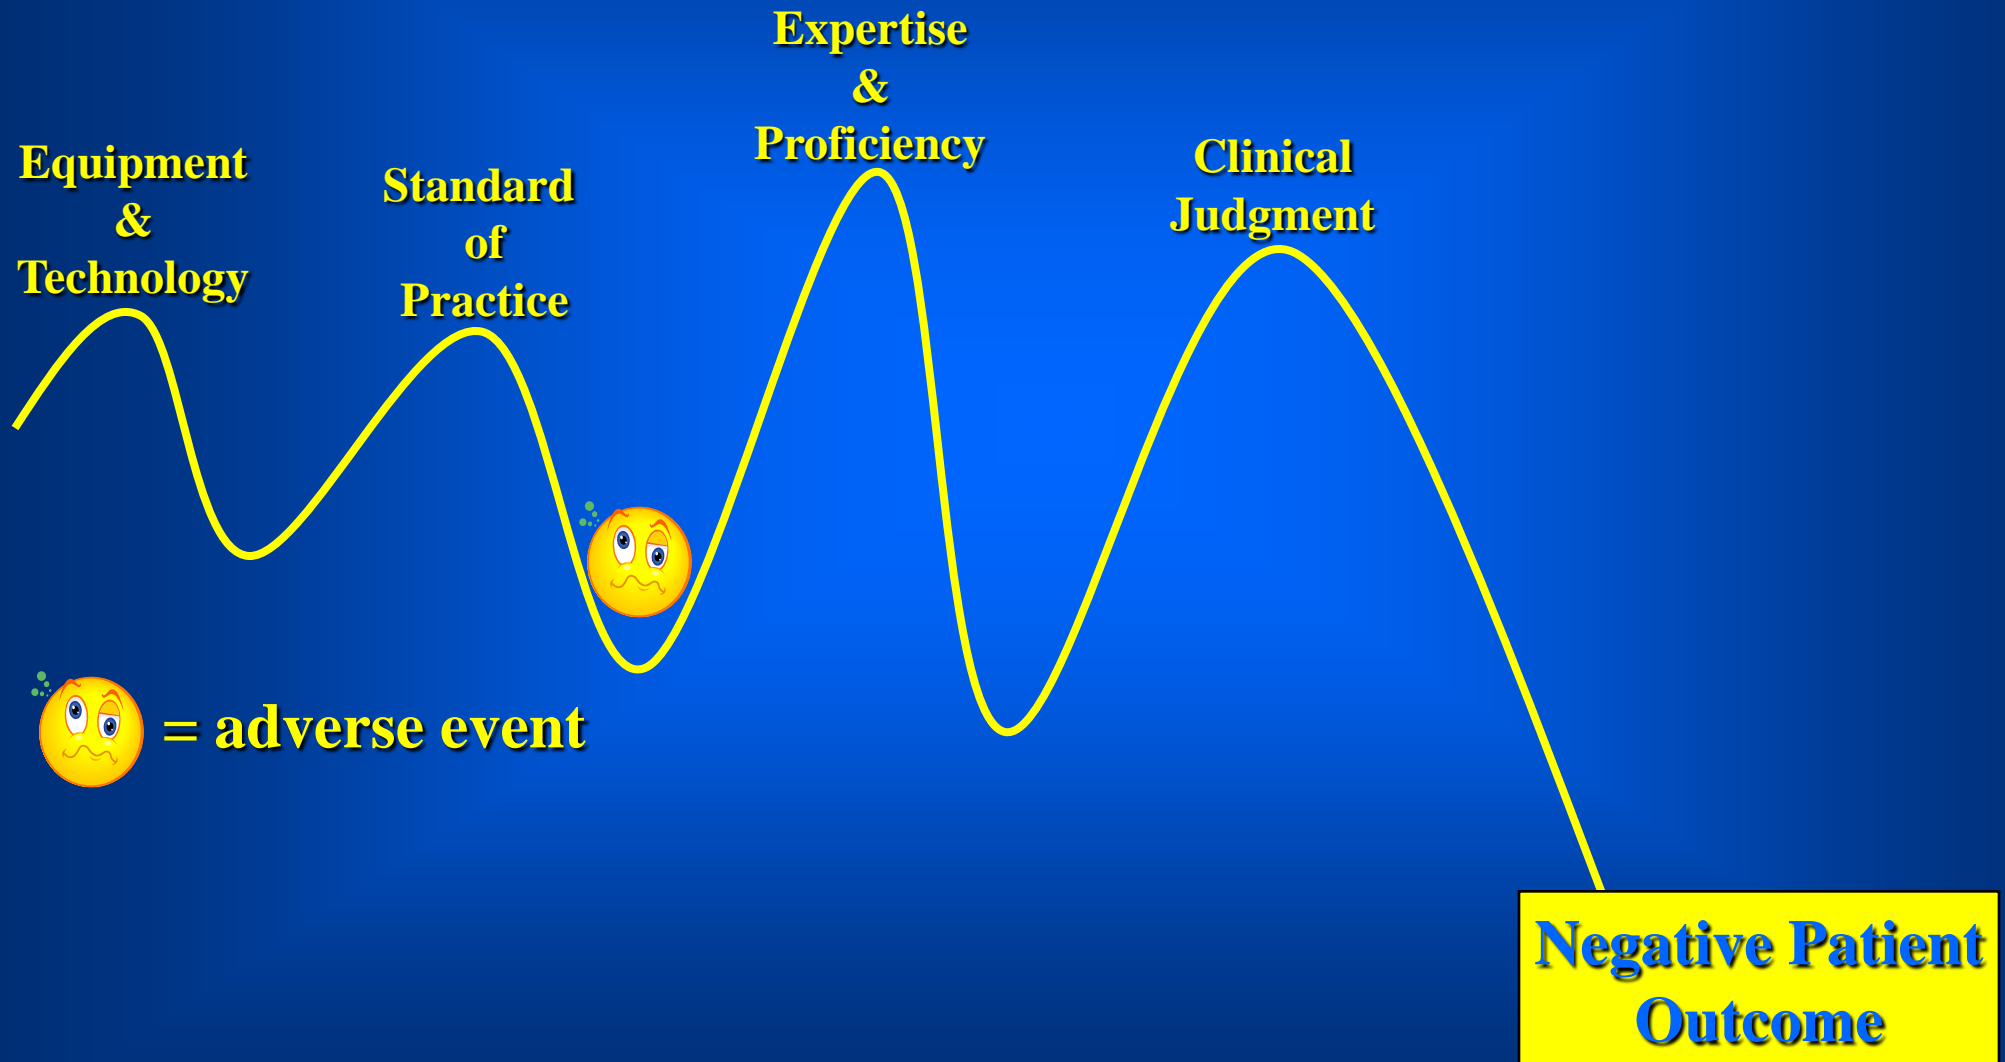 Equipment
&
Technology
Standard
of
Practice
Expertise
&
Proficiency
Clinical
Judgment
= adverse event
Negative Patient
Outcome